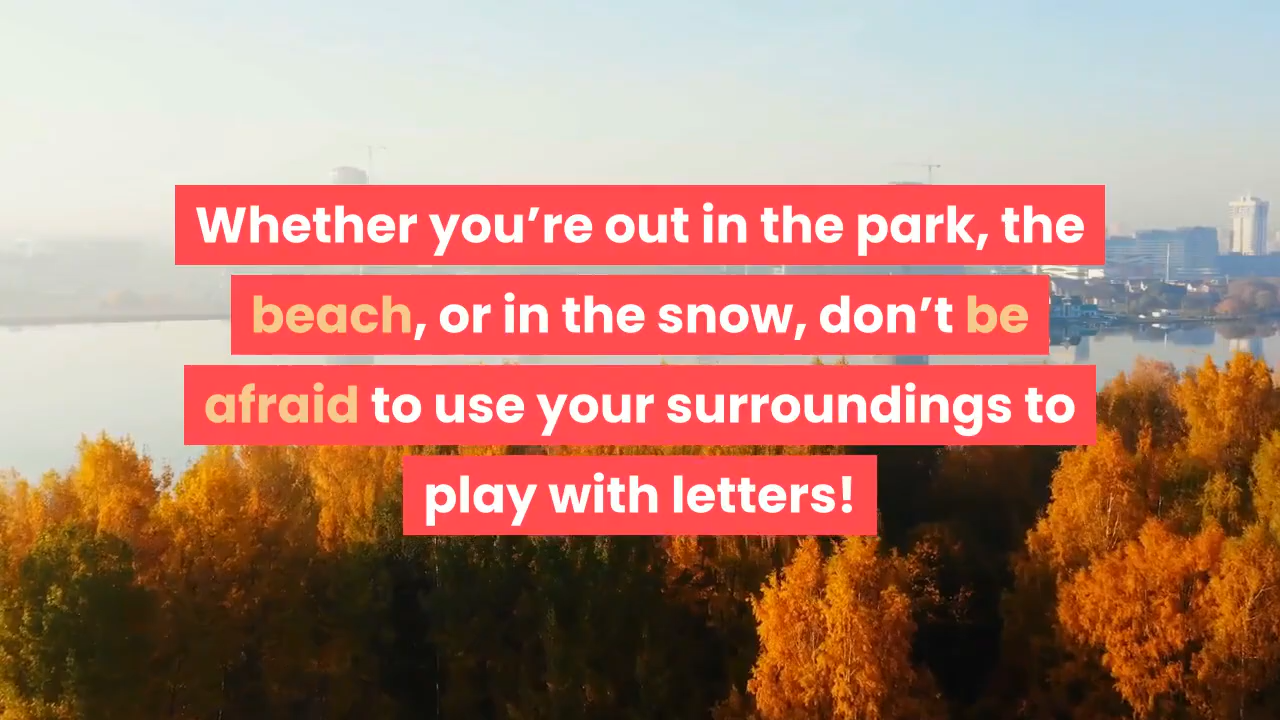 Whether you’re out in the park, the
beach, or in the snow, don’t be
afraid to use your surroundings to
play with letters!